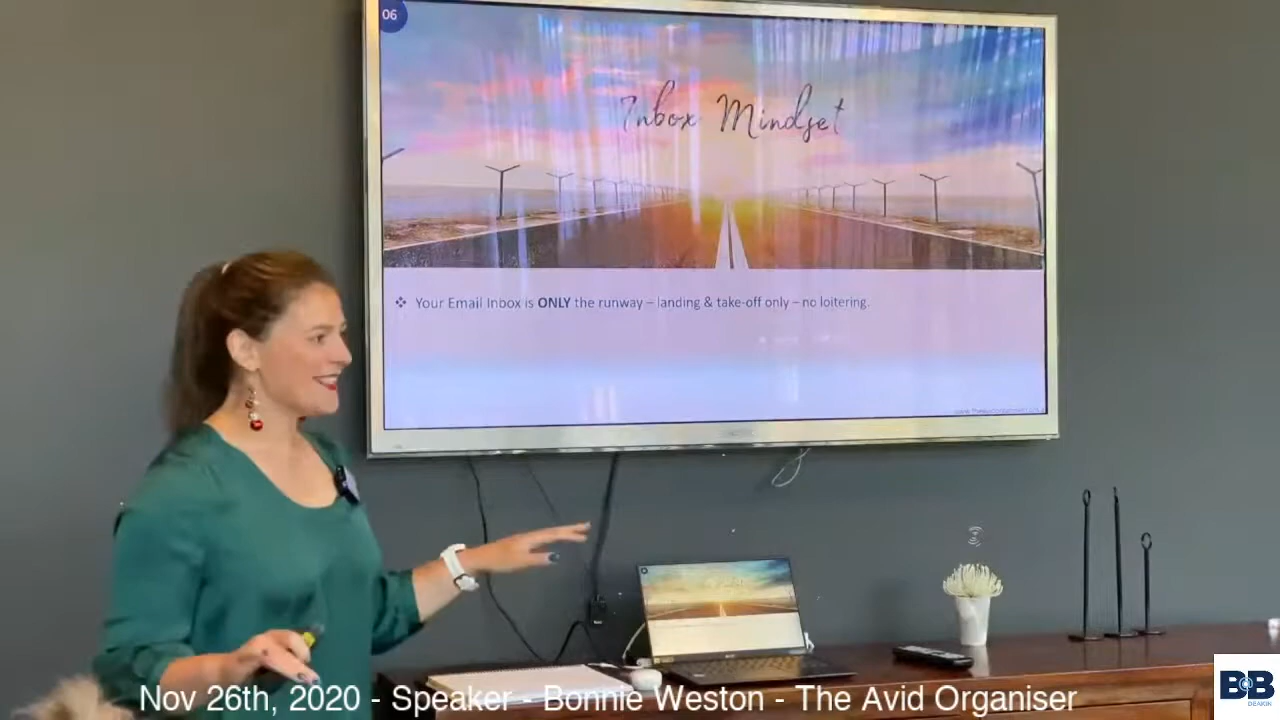 06
Inbox Mindset
❖ Your Email Inbox is ONLY the runway – landing & take-off only – no loitering.
Nov 26th, 2020 - Speaker - Bonnie Weston - The Avid Organiser
B B
DEAKIN